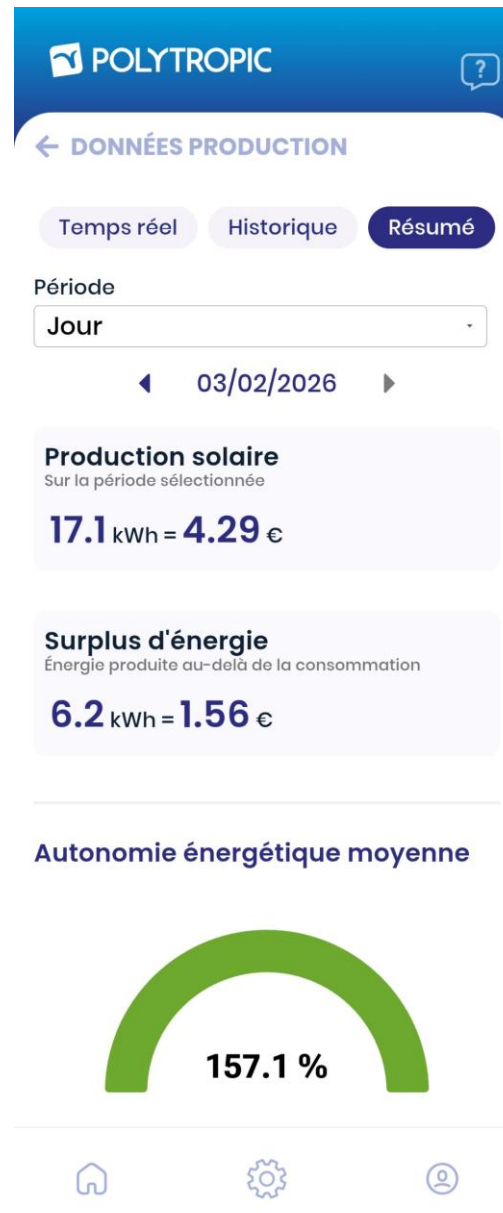 POLYTROPIC
?
← DONNÉES PRODUCTION
Temps réel Historique Résumé
Période
Jour
03/02/2026
Production solaire
Sur la période sélectionnée
17.1 kWh = 4.29 €
Surplus d'énergie
Énergie produite au-delà de la consommation
6.2 kWh = 1.56 €
Autonomie énergétique moyenne
157.1 %